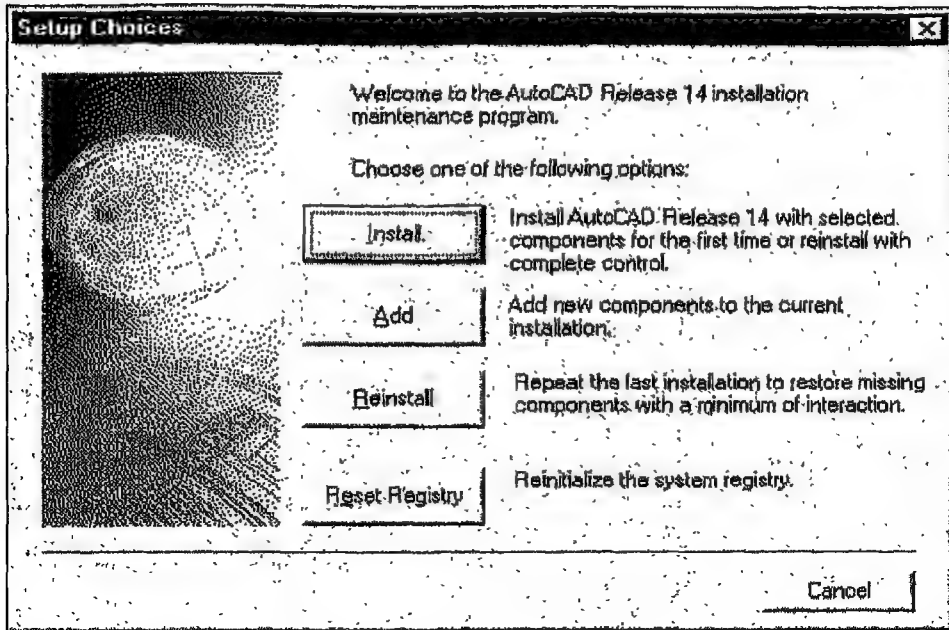 Setup Choices
Welcome to the AutoCAD Release 14 installation
maintenance program.
Choose one of the following options:
Install
Install AutoCAD Release 14 with selected
components for the first time or reinstall with
complete control.
Add
Add new components to the current
installation.
Reinstall
Repeat the last installation to restore missing
components with a minimum of interaction.
Reset Registry
Reinitialize the system registry.
Cancel